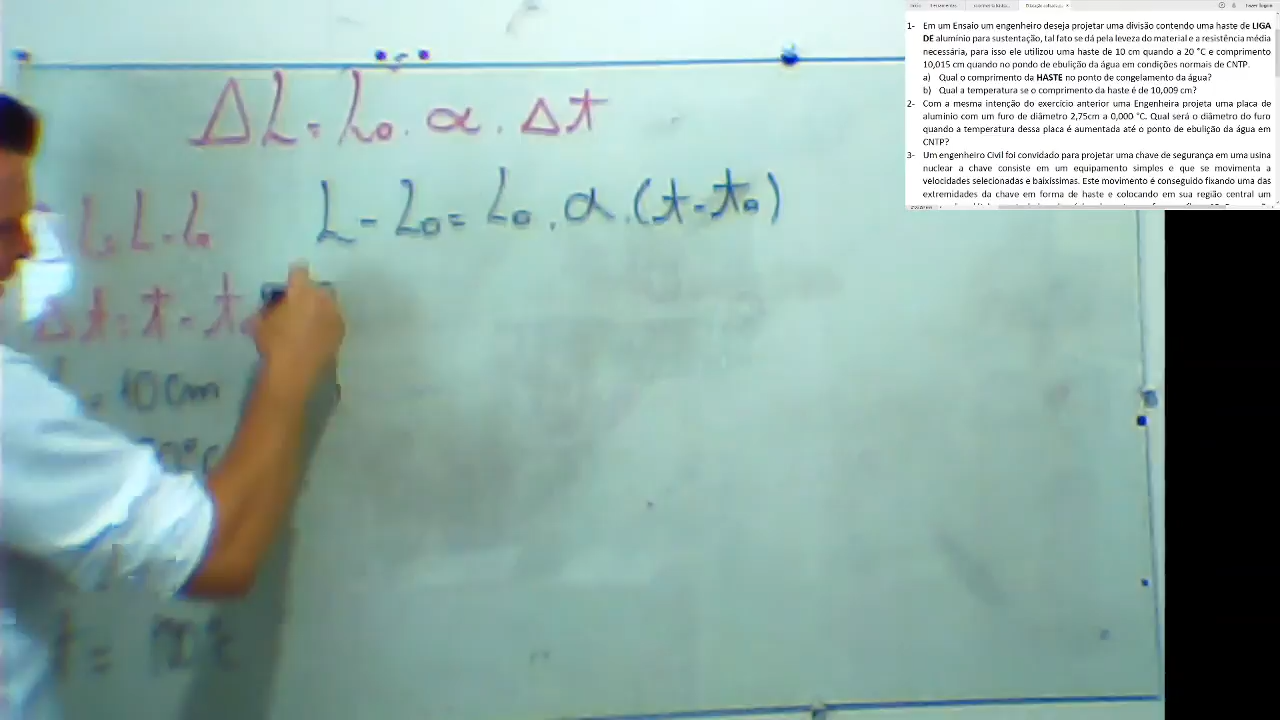 ΔL = L₀ . α . Δt
L - L₀ = L₀ . α . (t - t₀)
L = L - L₀
Δt = t - t
= 10 cm
0°C
t =
1- Em um Ensaio um engenheiro deseja projetar uma divisão contendo uma haste de LIGA
DE alumínio para sustentação, tal fato se dá pela leveza do material e a resistência média
necessária, para isso ele utilizou uma haste de 10 cm quando a 20 °C e comprimento
10,015 cm quando no pondo de ebulição da água em condições normais de CNTP.
a) Qual o comprimento da HASTE no ponto de congelamento da água?
b) Qual a temperatura se o comprimento da haste é de 10,009 cm?
2- Com a mesma intenção do exercício anterior uma Engenheira projeta uma placa de
alumínio com um furo de diâmetro 2,75cm a 0,000 °C. Qual será o diâmetro do furo
quando a temperatura dessa placa é aumentada até o ponto de ebulição da água em
CNTP?
3- Um engenheiro Civil foi convidado para projetar uma chave de segurança em uma usina
nuclear a chave consiste em um equipamento simples e que se movimenta a
velocidades selecionadas e baixíssimas. Este movimento é conseguido fixando uma das
extremidades da chave em forma de haste e colocando em sua região central um